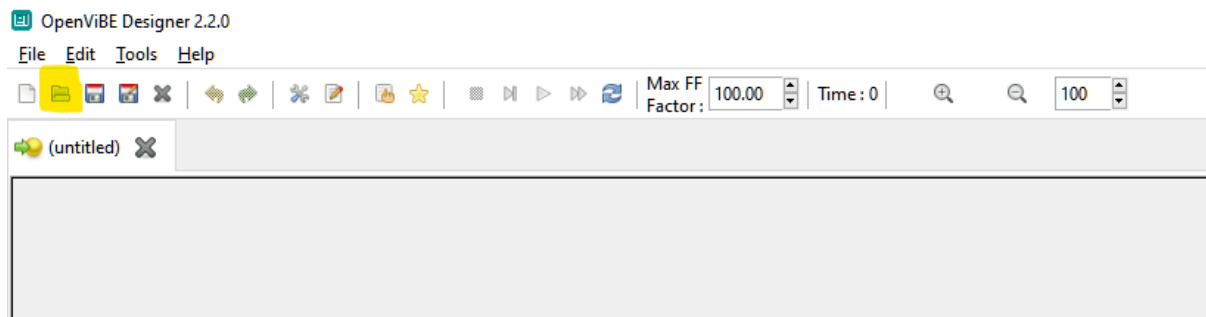 OpenViBE Designer 2.2.0
File Edit Tools Help
Max FF Factor : 100.00 Time : 0 100
(untitled)